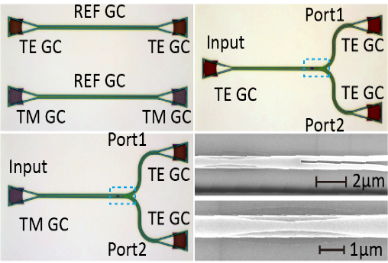 REF GC
TE GC
TE GC
REF GC
TM GC
TM GC
Port1
Input
TE GC
TE GC
TE GC
Port2
Port1
Input
TE GC
TM GC
TE GC
Port2
2μm
1μm